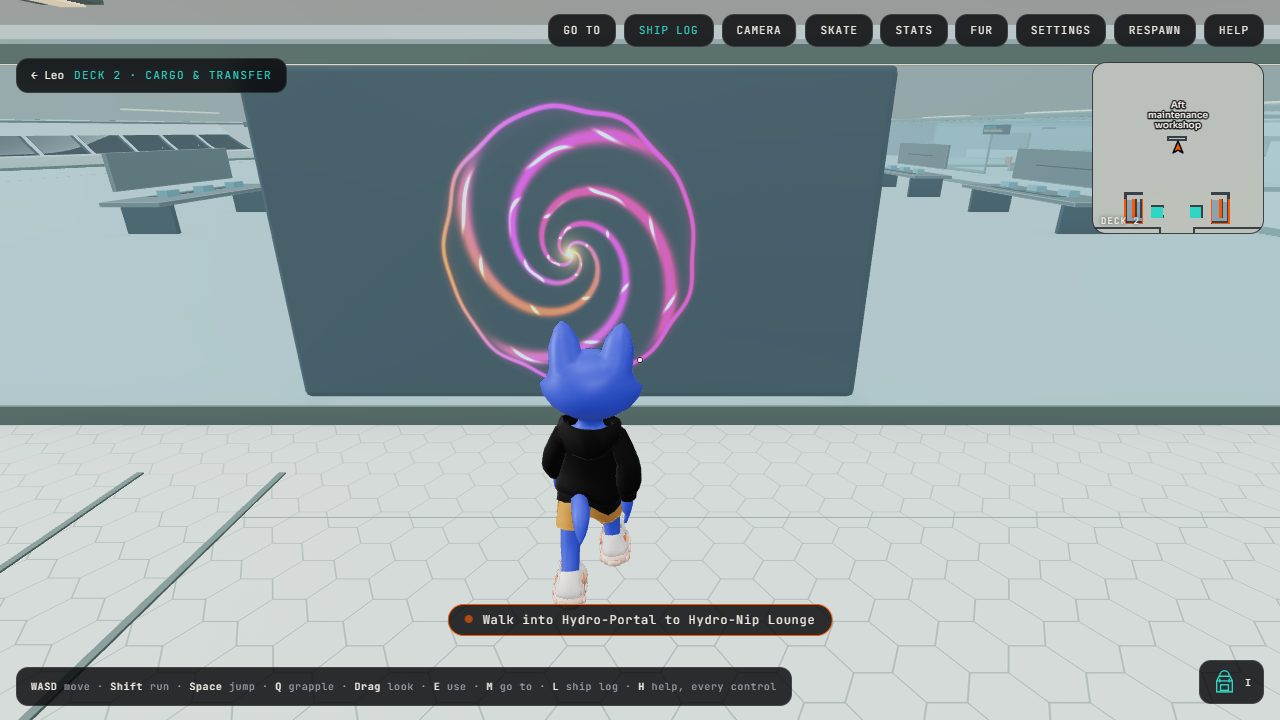 GO TO
SHIP LOG
CAMERA
SKATE
STATS
FUR
SETTINGS
RESPAWN
HELP
← Leo DECK 2 · CARGO & TRANSFER
Aft
maintenance
workshop
DECK 2
Walk into Hydro-Portal to Hydro-Nip Lounge
WASD move · Shift run · Space jump · Q grapple · Drag look · E use · M go to · L ship log · H help, every control
I